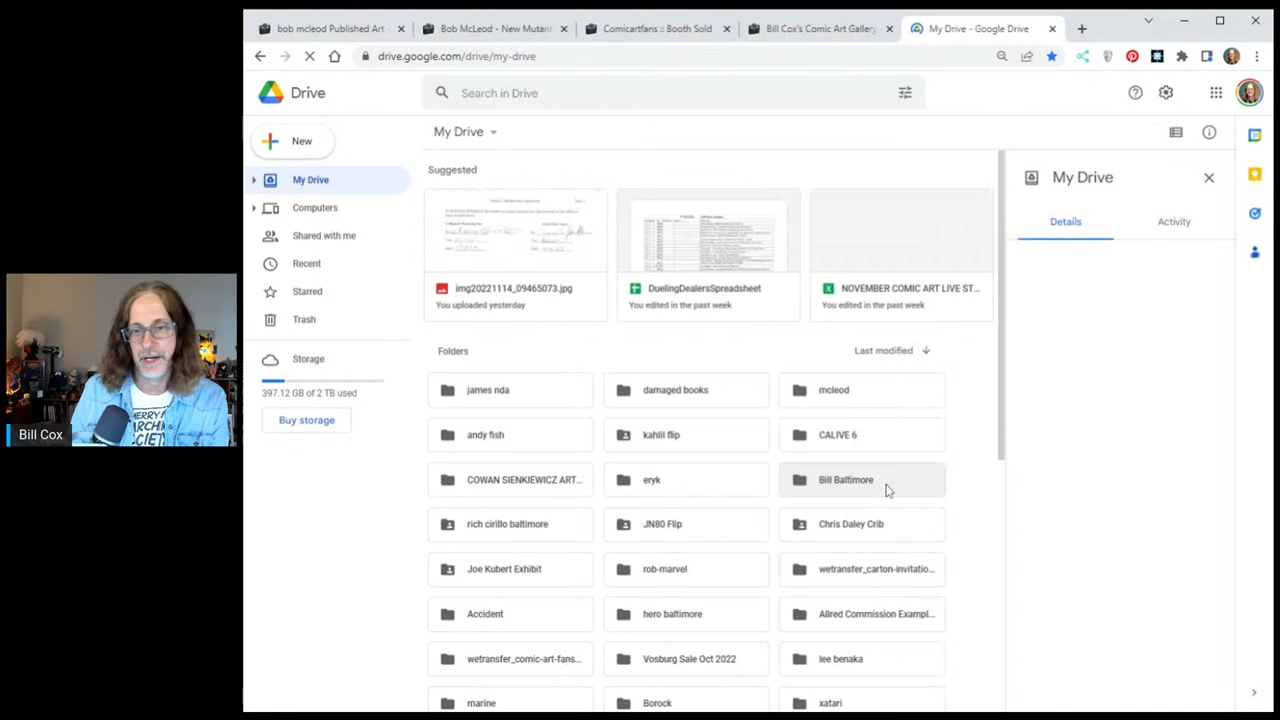 bob mcleod Published Art
Bob McLeod - New Mutan
Comicartfans :: Booth Sold
Bill Cox's Comic Art Gallery
My Drive - Google Drive
drive.google.com/drive/my-drive
Drive
Search in Drive
New
My Drive
My Drive
Computers
Shared with me
Recent
Starred
Trash
Storage
397.12 GB of 2 TB used
Buy storage
Suggested
img20221114_09465073.jpg
You uploaded yesterday
DuelingDealersSpreadsheet
You edited in the past week
NOVEMBER COMIC ART LIVE ST...
You edited in the past week
Folders
Last modified
james nda
damaged books
mcleod
andy fish
kahlil flip
CALIVE 6
COWAN SIENKIEWICZ ART...
eryk
Bill Baltimore
rich cirillo baltimore
JN80 Flip
Chris Daley Crib
Joe Kubert Exhibit
rob-marvel
wetransfer_carton-invitatio...
Accident
hero baltimore
Allred Commission Exampl...
wetransfer_comic-art-fans...
Vosburg Sale Oct 2022
lee benaka
marine
Borock
xatari
My Drive
Details
Activity
MERRY
SOCIETY
Bill Cox